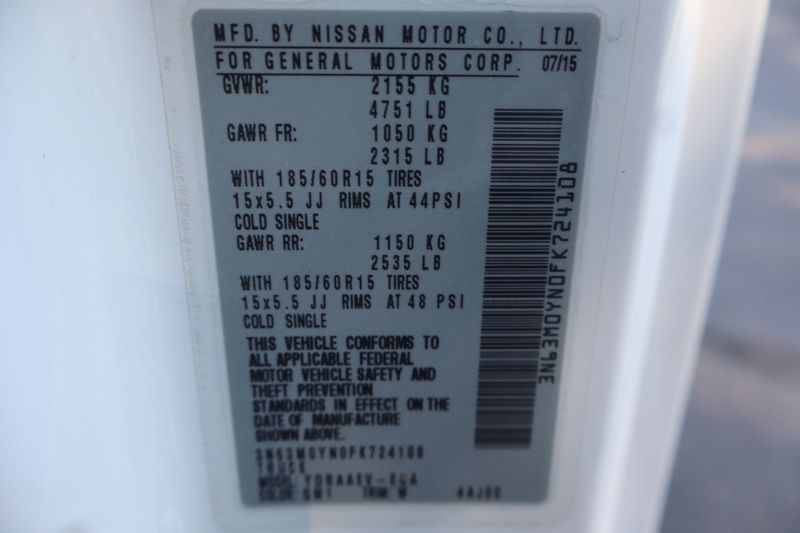 MFD. BY NISSAN MOTOR CO., LTD.
FOR GENERAL MOTORS CORP. 07/15
GVWR: 2155 KG
4751 LB
GAWR FR: 1050 KG
2315 LB
WITH 185/60R15 TIRES
15x5.5 JJ RIMS AT 44PSI
COLD SINGLE
GAWR RR: 1150 KG
2535 LB
WITH 185/60R15 TIRES
15x5.5 JJ RIMS AT 48 PSI
COLD SINGLE
THIS VEHICLE CONFORMS TO
ALL APPLICABLE FEDERAL
MOTOR VEHICLE SAFETY AND
THEFT PREVENTION
STANDARDS IN EFFECT ON THE
DATE OF MANUFACTURE
SHOWN ABOVE.
3N63M0YN0FK724108
TRUCK
MODEL:
COLOR: GW1 TRIM: W
3N63M0YN0FK724108